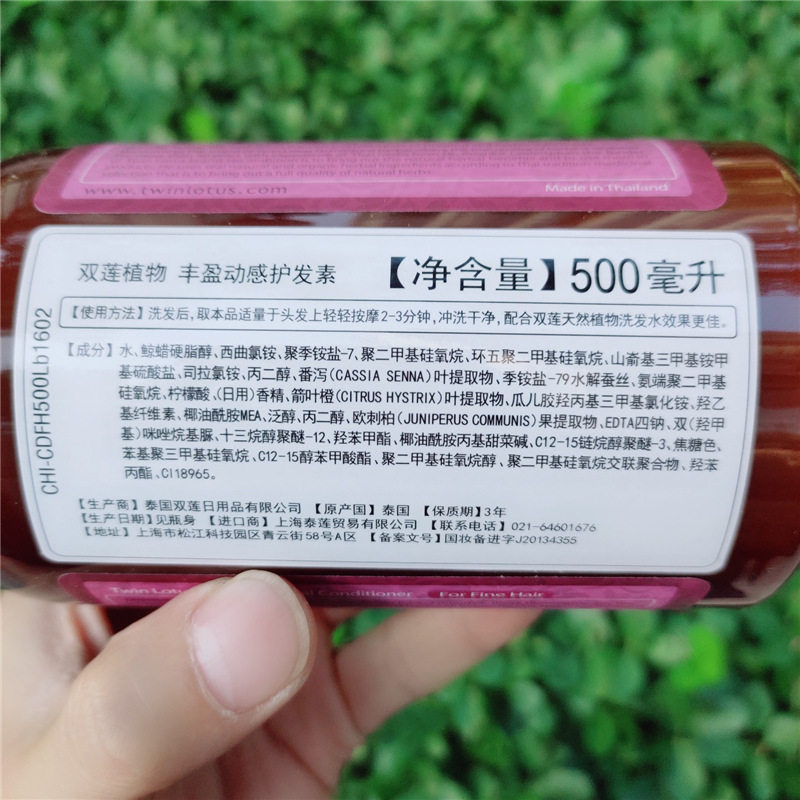 selection that is to bring out a full quality of natural herbs.
www.twinlotus.com
Made in Thailand
双莲植物 丰盈动感护发素 【净含量】500毫升
【使用方法】洗发后,取本品适量于头发上轻轻按摩2-3分钟,冲洗干净,配合双莲天然植物洗发水效果更佳。
【成分】水、鲸蜡硬脂醇、西曲氯铵、聚季铵盐-7、聚二甲基硅氧烷、环五聚二甲基硅氧烷、山嵛基三甲基铵甲
基硫酸盐、司拉氯铵、丙二醇、番泻(CASSIA SENNA)叶提取物、季铵盐-79水解蚕丝、氨端聚二甲基
硅氧烷、柠檬酸、(日用)香精、箭叶橙(CITRUS HYSTRIX)叶提取物、瓜儿胶羟丙基三甲基氯化铵、羟乙
基纤维素、椰油酰胺MEA、泛醇、丙二醇、欧刺柏(JUNIPERUS COMMUNIS)果提取物、EDTA四钠、双(羟甲
基)咪唑烷基脲、十三烷醇聚醚-12、羟苯甲酯、椰油酰胺丙基甜菜碱、C12-15链烷醇聚醚-3、焦糖色、
苯基聚三甲基硅氧烷、C12-15醇苯甲酸酯、聚二甲基硅氧烷醇、聚二甲基硅氧烷交联聚合物、羟苯
丙酯、CI18965。
【生产商】泰国双莲日用品有限公司 【原产国】泰国 【保质期】3年
【生产日期】见瓶身 【进口商】上海泰莲贸易有限公司 【联系电话】021-64601676
【地址】上海市松江科技园区青云街58号A区 【备案文号】国妆备进字J20134355
CHI-CDFH500Lb1602
Twin Lotus
Conditioner
For Fine Hair